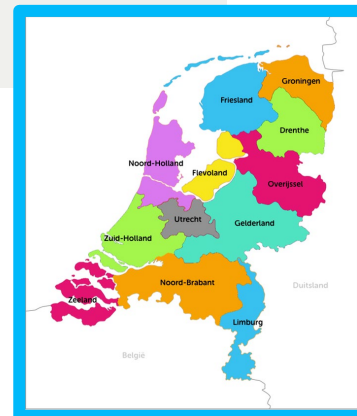 Groningen
Friesland
Drenthe
Noord-Holland
Flevoland
Overijssel
Utrecht
Gelderland
Zuid-Holland
Noord-Brabant
Duitsland
Zeeland
Limburg
België